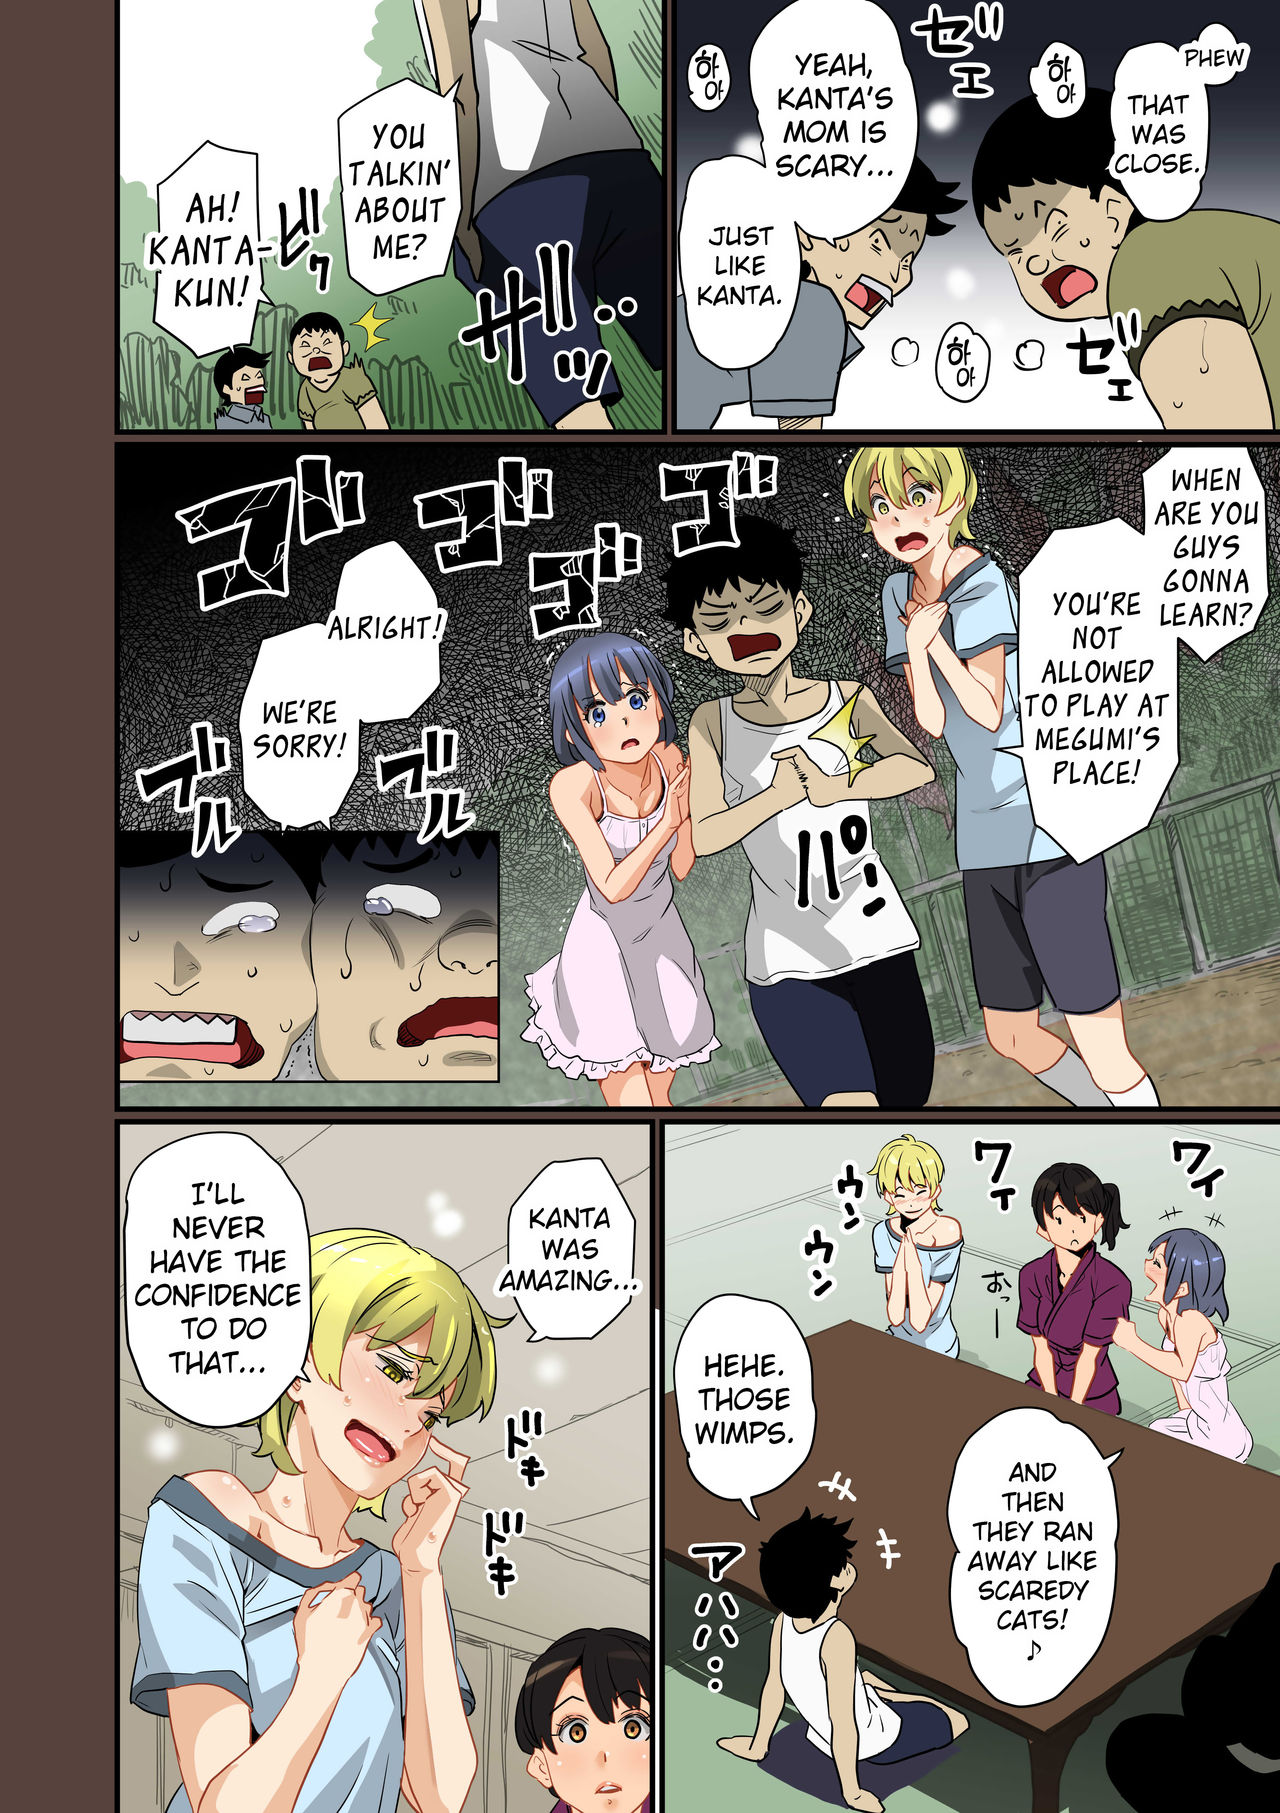 PHEW
THAT
WAS
CLOSE.
하아
ゼェ
YEAH,
KANTA'S
MOM IS
SCARY...
JUST
LIKE
KANTA.
하아
하아
ゼェ
YOU
TALKIN'
ABOUT
ME?
AH!
KANTA-
KUN!
ビク
ザッ..
WHEN
ARE YOU
GUYS
GONNA
LEARN?
YOU'RE
NOT
ALLOWED
TO PLAY AT
MEGUMI'S
PLACE!
ゴゴゴゴ
パン!
ALRIGHT!
WE'RE
SORRY!
ブル
ブル
ワイ
ワイ
ウン
ウン
おっー
AND
THEN
THEY RAN
AWAY LIKE
SCAREDY
CATS!
♪
HEHE.
THOSE
WIMPS.
アハハ・・
KANTA
WAS
AMAZING...
I'LL
NEVER
HAVE THE
CONFIDENCE
TO DO
THAT...
ドキ
ドキ